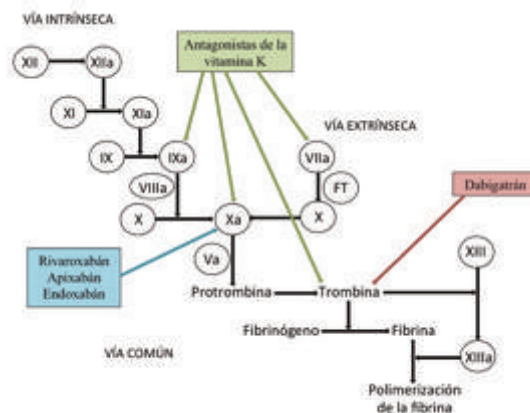 VÍA INTRÍNSECA
Antagonistas de la
vitamina K
XII
XIIa
XI
XIa
VÍA EXTRÍNSECA
IX
IXa
VIIa
VIIIa
FT
Dabigatrán
X
Xa
X
Rivaroxabán
Apixabán
Endoxabán
Va
XIII
Protrombina
Trombina
Fibrinógeno
Fibrina
XIIIa
VÍA COMÚN
Polimerización
de la fibrina